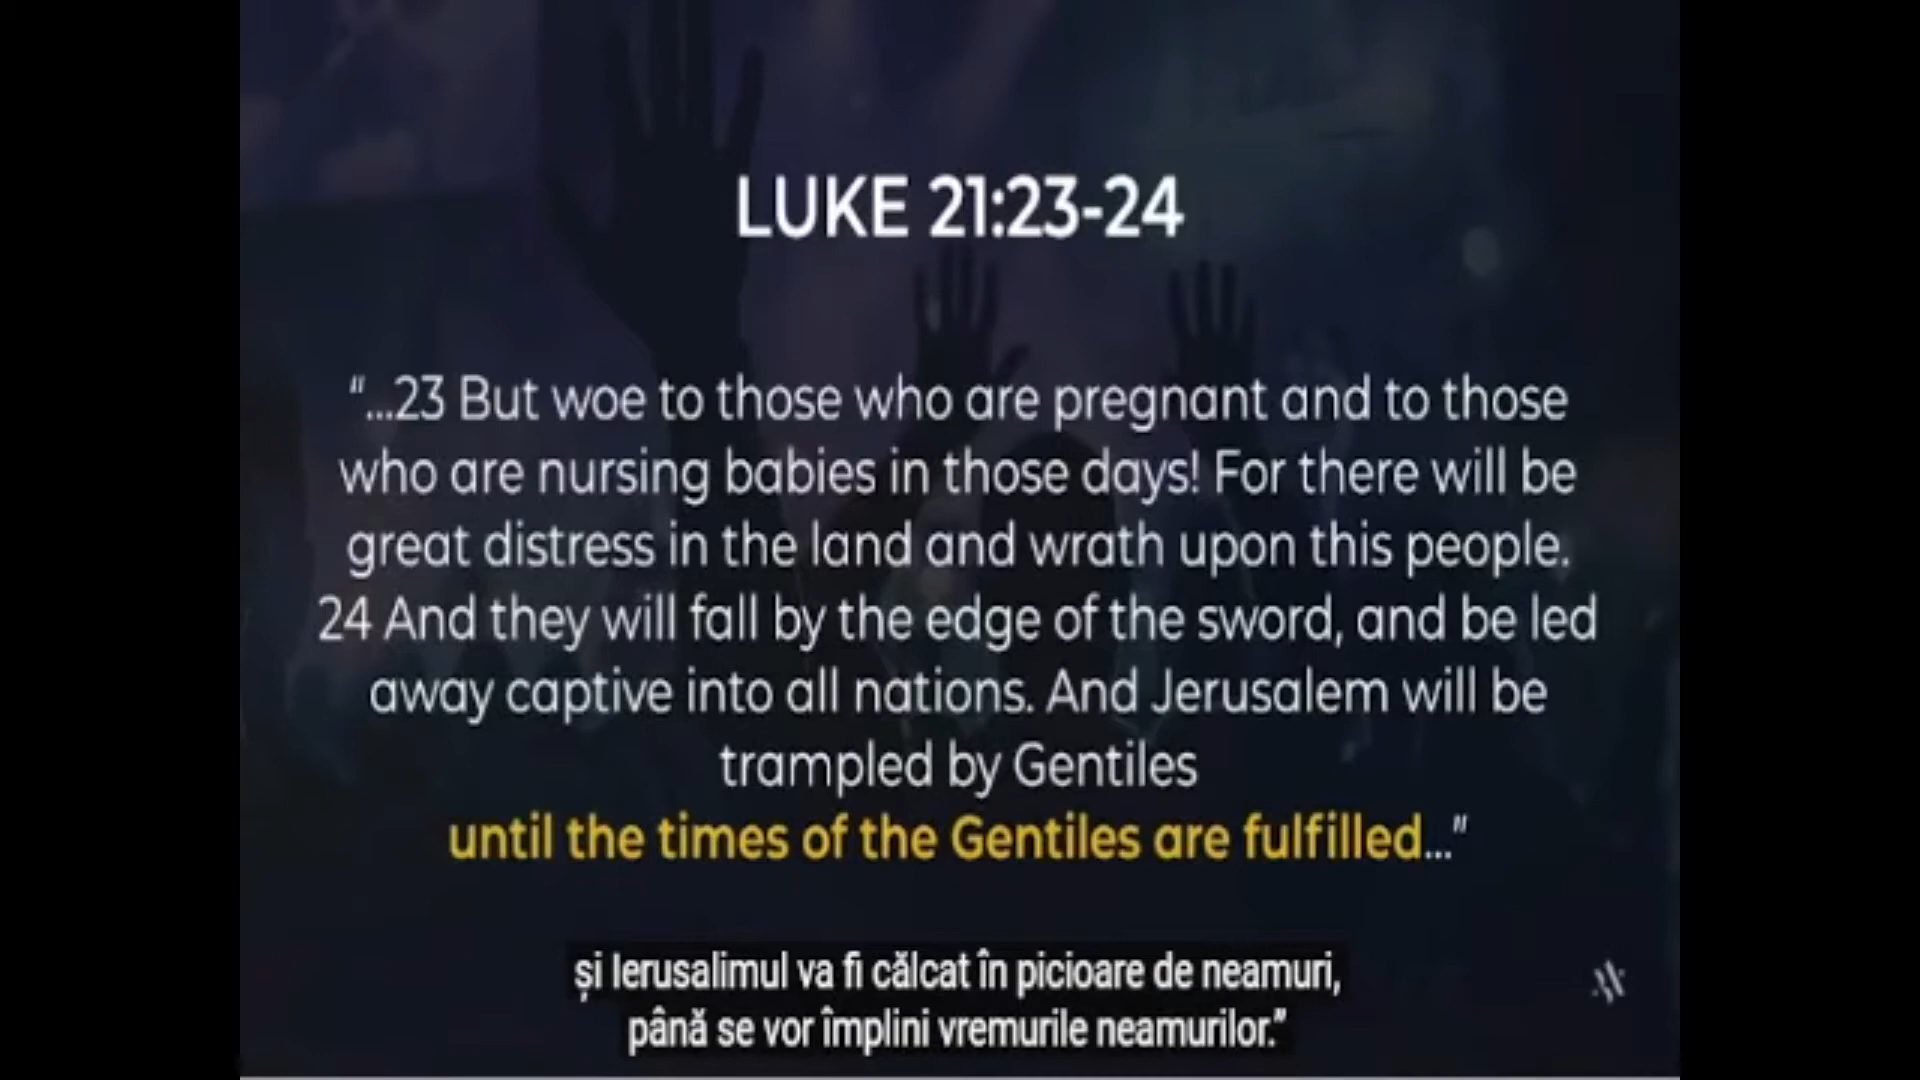 LUKE 21:23-24
"...23 But woe to those who are pregnant and to those
who are nursing babies in those days! For there will be
great distress in the land and wrath upon this people.
24 And they will fall by the edge of the sword, and be led
away captive into all nations. And Jerusalem will be
trampled by Gentiles
until the times of the Gentiles are fulfilled..."
și Ierusalimul va fi călcat în picioare de neamuri,
până se vor împlini vremurile neamurilor.”